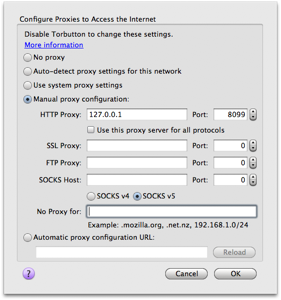 Configure Proxies to Access the Internet
Disable Torbutton to change these settings.
More information
No proxy
Auto-detect proxy settings for this network
Use system proxy settings
Manual proxy configuration:
HTTP Proxy: 127.0.0.1 Port: 8099
Use this proxy server for all protocols
SSL Proxy: Port: 0
FTP Proxy: Port: 0
SOCKS Host: Port: 0
SOCKS v4 SOCKS v5
No Proxy for:
Example: .mozilla.org, .net.nz, 192.168.1.0/24
Automatic proxy configuration URL:
Reload
? Cancel OK